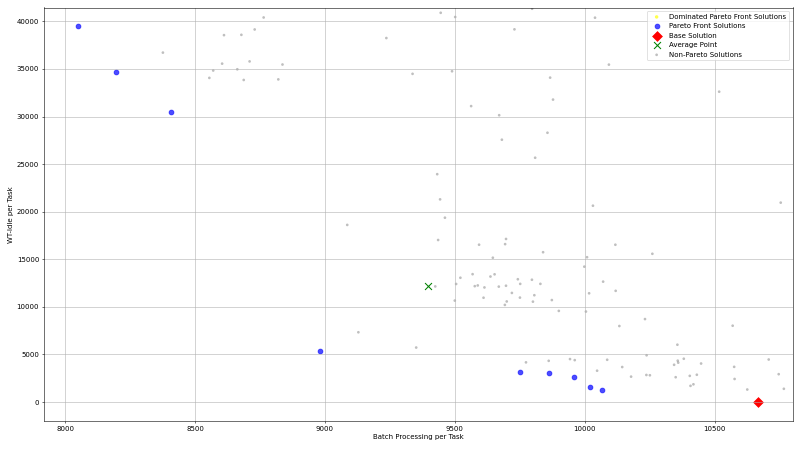 Dominated Pareto Front Solutions
Pareto Front Solutions
Base Solution
Average Point
Non-Pareto Solutions
40000
35000
30000
25000
20000
15000
10000
5000
0
WT-Idle per Task
8000 8500 9000 9500 10000 10500
Batch Processing per Task